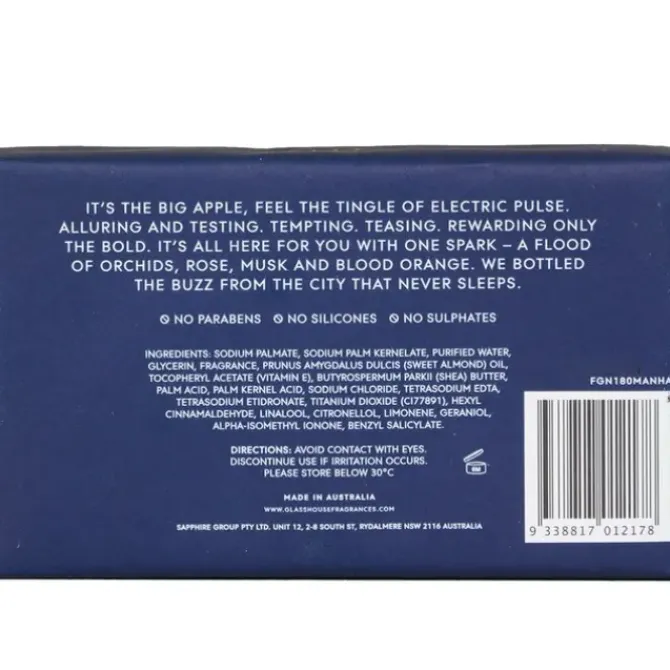 IT'S THE BIG APPLE, FEEL THE TINGLE OF ELECTRIC PULSE.
ALLURING AND TESTING. TEMPTING. TEASING. REWARDING ONLY
THE BOLD. IT'S ALL HERE FOR YOU WITH ONE SPARK – A FLOOD
OF ORCHIDS, ROSE, MUSK AND BLOOD ORANGE. WE BOTTLED
THE BUZZ FROM THE CITY THAT NEVER SLEEPS.
NO PARABENS NO SILICONES NO SULPHATES
INGREDIENTS: SODIUM PALMATE, SODIUM PALM KERNELATE, PURIFIED WATER,
GLYCERIN, FRAGRANCE, PRUNUS AMYGDALUS DULCIS (SWEET ALMOND) OIL,
TOCOPHERYL ACETATE (VITAMIN E), BUTYROSPERMUM PARKII (SHEA) BUTTER,
PALM ACID, PALM KERNEL ACID, SODIUM CHLORIDE, TETRASODIUM EDTA,
TETRASODIUM ETIDRONATE, TITANIUM DIOXIDE (CI77891), HEXYL
CINNAMALDEHYDE, LINALOOL, CITRONELLOL, LIMONENE, GERANIOL,
ALPHA-ISOMETHYL IONONE, BENZYL SALICYLATE.
DIRECTIONS: AVOID CONTACT WITH EYES.
DISCONTINUE USE IF IRRITATION OCCURS.
PLEASE STORE BELOW 30°C
MADE IN AUSTRALIA
WWW.GLASSHOUSEFRAGRANCES.COM
SAPPHIRE GROUP PTY LTD. UNIT 12, 2-8 SOUTH ST, RYDALMERE NSW 2116 AUSTRALIA
FGN180MANHA
9 338817 012178